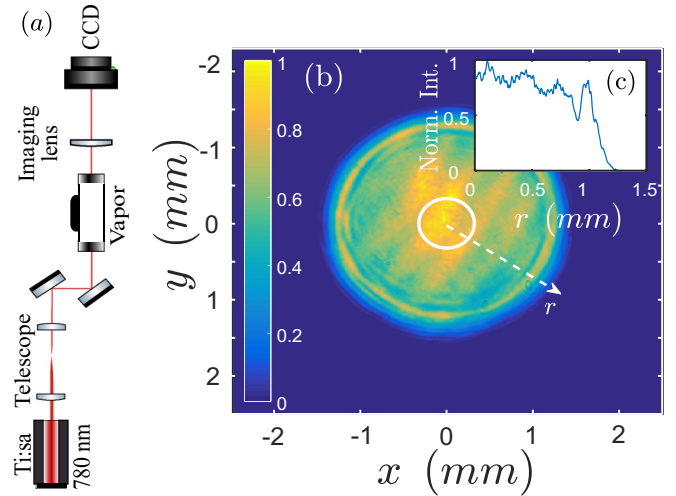 (a)
CCD
Imaging
lens
Vapor
Telescope
Ti:sa
780 nm
(b)
1
0.8
0.6
0.4
0.2
0
-2
-1
0
1
2
y (mm)
-2
-1
0
1
2
x (mm)
r
(c)
Norm. Int.
1
0.5
0
0
0.5
1
1.5
r (mm)